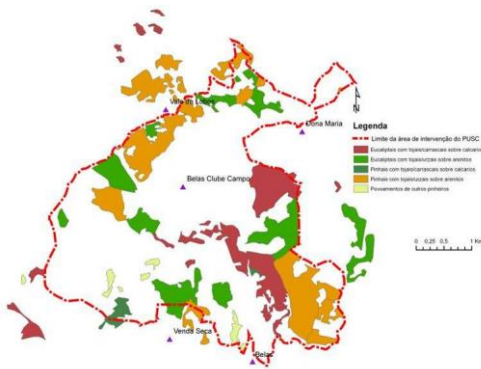 Vale de Lobos
Dona Maria
N
Belas Clube Campo
Legenda
Limite da área de intervenção do PUSC
Eucaliptais com tojais/carrascais sobre calcários
Eucaliptais com tojais/urzais sobre arenitos
Pinhais com tojais/carrascais sobre calcários
Pinhais com tojais/urzais sobre arenitos
Povoamentos de outros pinheiros
0 0,25 0,5 1 Km
Venda Seca
Belas